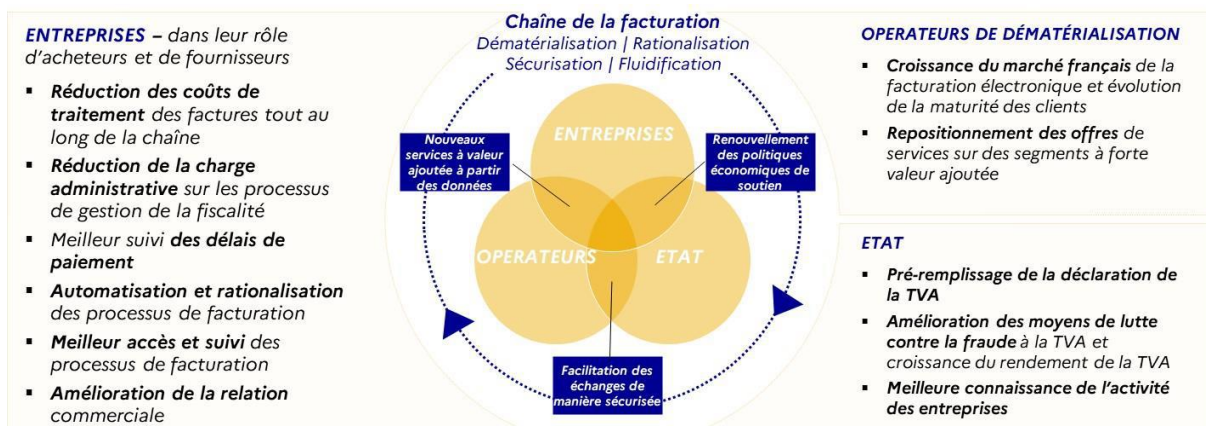 ENTREPRISES – dans leur rôle
d'acheteurs et de fournisseurs
▪ Réduction des coûts de
traitement des factures tout au
long de la chaîne
▪ Réduction de la charge
administrative sur les processus
de gestion de la fiscalité
▪ Meilleur suivi des délais de
paiement
▪ Automatisation et rationalisation
des processus de facturation
▪ Meilleur accès et suivi des
processus de facturation
▪ Amélioration de la relation
commerciale
Chaîne de la facturation
Dématérialisation | Rationalisation
Sécurisation | Fluidification
ENTREPRISES
Nouveaux
services à valeur
ajoutée à partir
des données
Renouvellement
des politiques
économiques de
soutien
OPERATEURS
ETAT
Facilitation des
échanges de
manière sécurisée
OPERATEURS DE DÉMATÉRIALISATION
▪ Croissance du marché français de la
facturation électronique et évolution
de la maturité des clients
▪ Repositionnement des offres de
services sur des segments à forte
valeur ajoutée
ETAT
▪ Pré-remplissage de la déclaration de
la TVA
▪ Amélioration des moyens de lutte
contre la fraude à la TVA et
croissance du rendement de la TVA
▪ Meilleure connaissance de l'activité
des entreprises